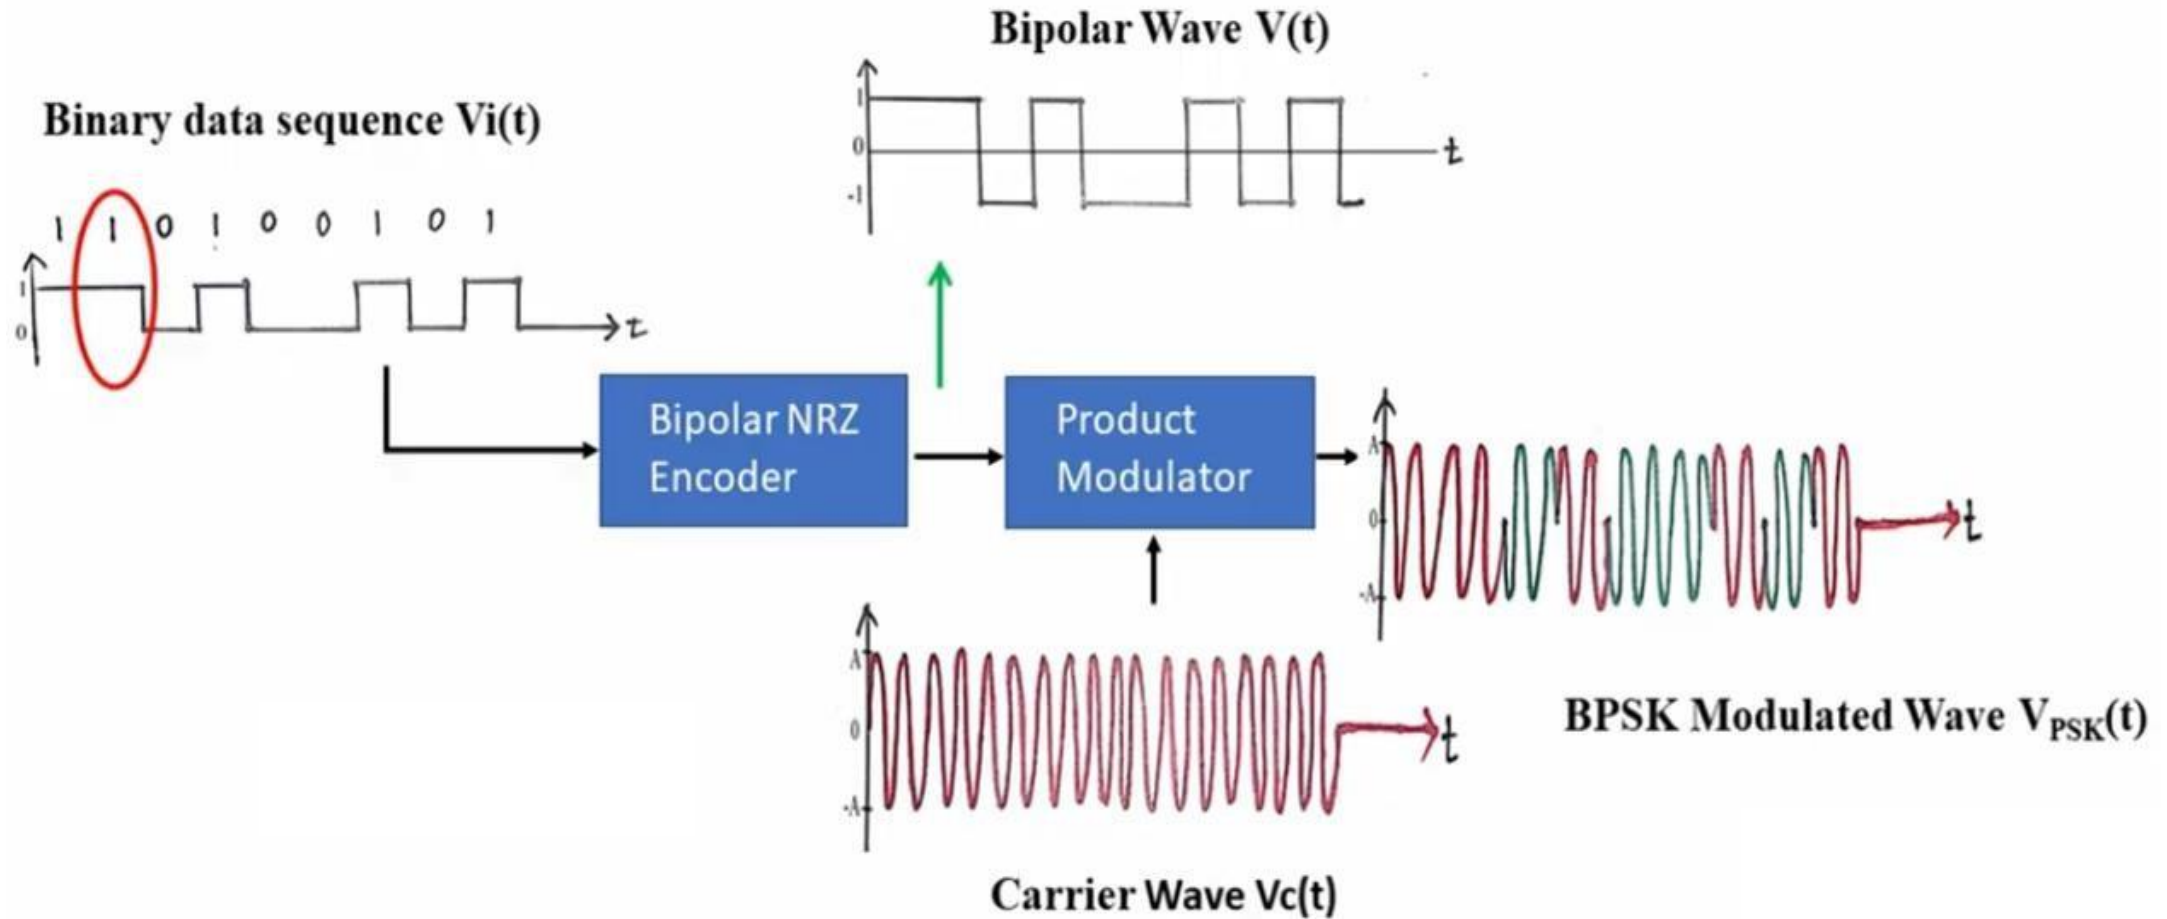 Bipolar Wave V(t)
1
0
-1
t
Binary data sequence Vi(t)
1 1 0 1 0 0 1 0 1
1
0
t
Bipolar NRZ
Encoder
Product
Modulator
A
0
-A
t
BPSK Modulated Wave VPSK(t)
A
0
-A
t
Carrier Wave Vc(t)